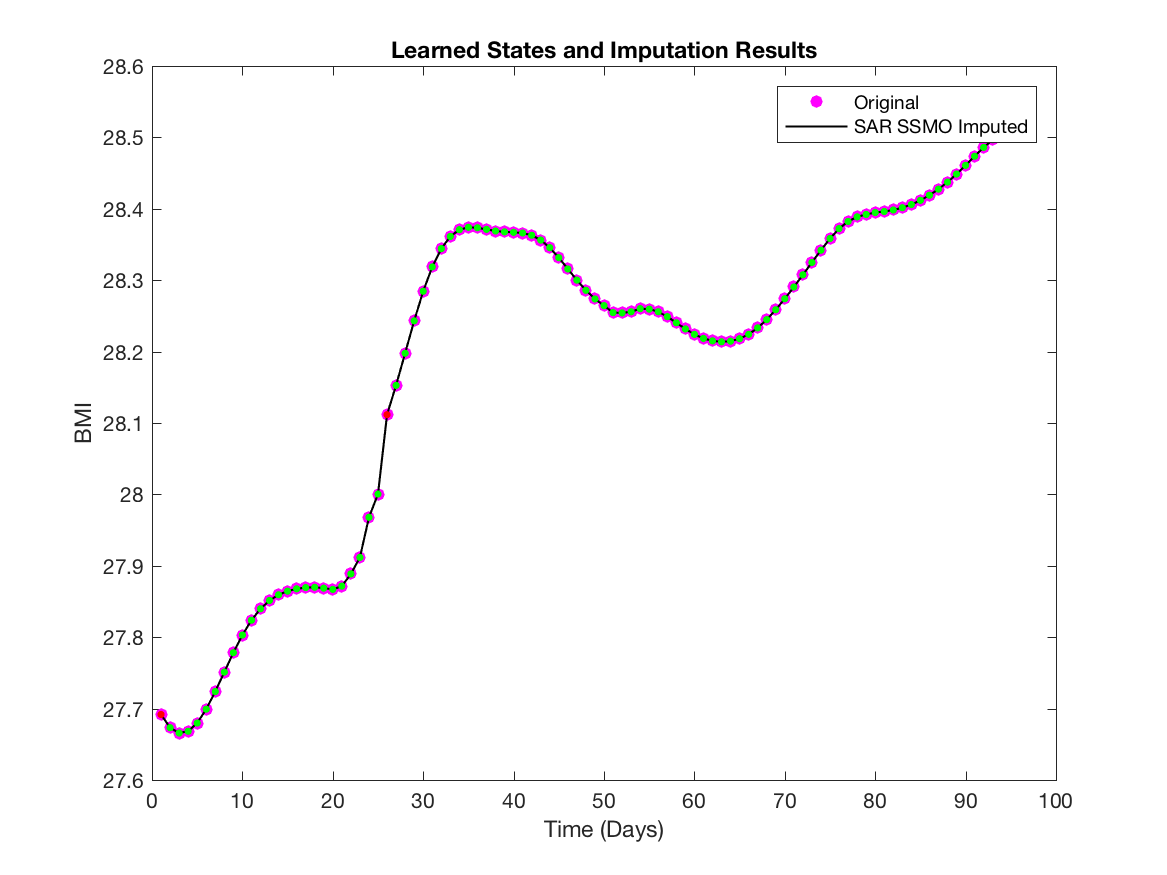 Learned States and Imputation Results
28.6
28.5
28.4
28.3
28.2
28.1
28
27.9
27.8
27.7
27.6
BMI
Original
SAR SSMO Imputed
0 10 20 30 40 50 60 70 80 90 100
Time (Days)